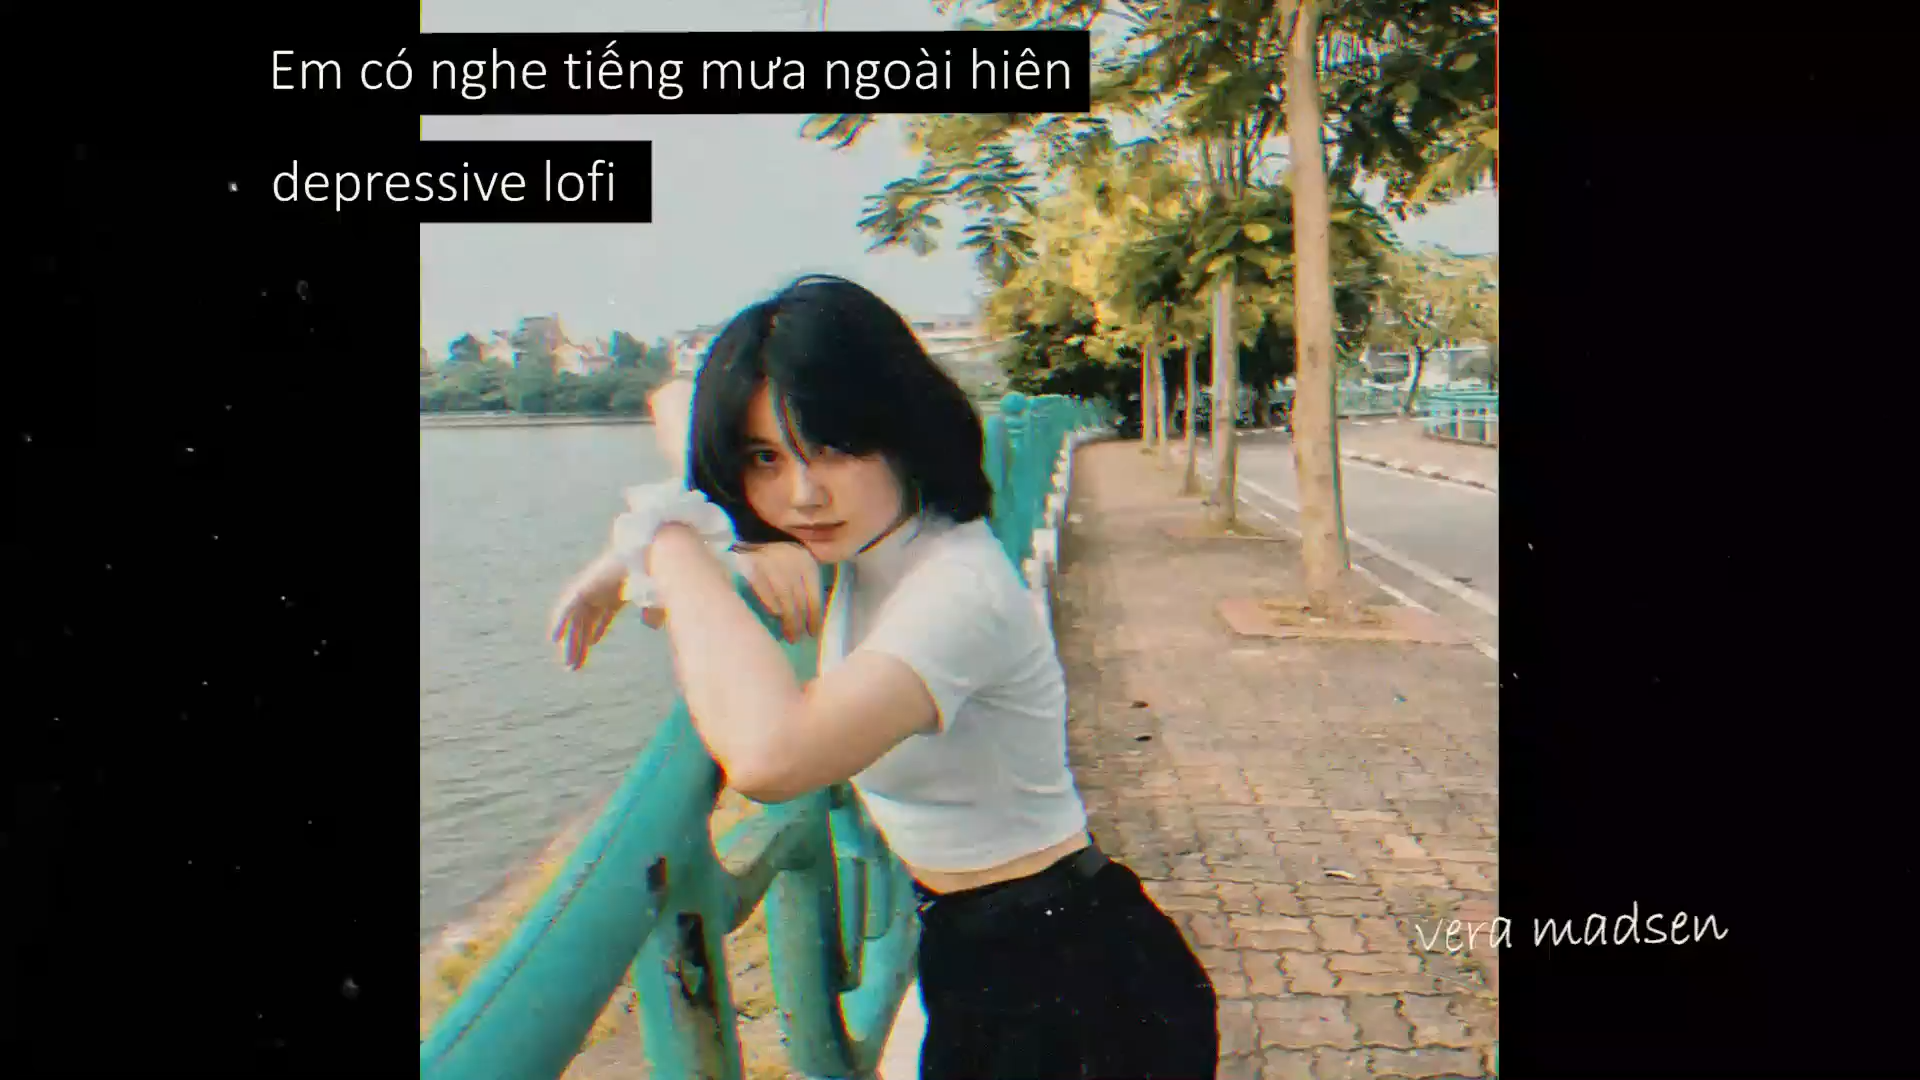 Em có nghe tiếng mưa ngoài hiên
depressive lofi
vera madsen